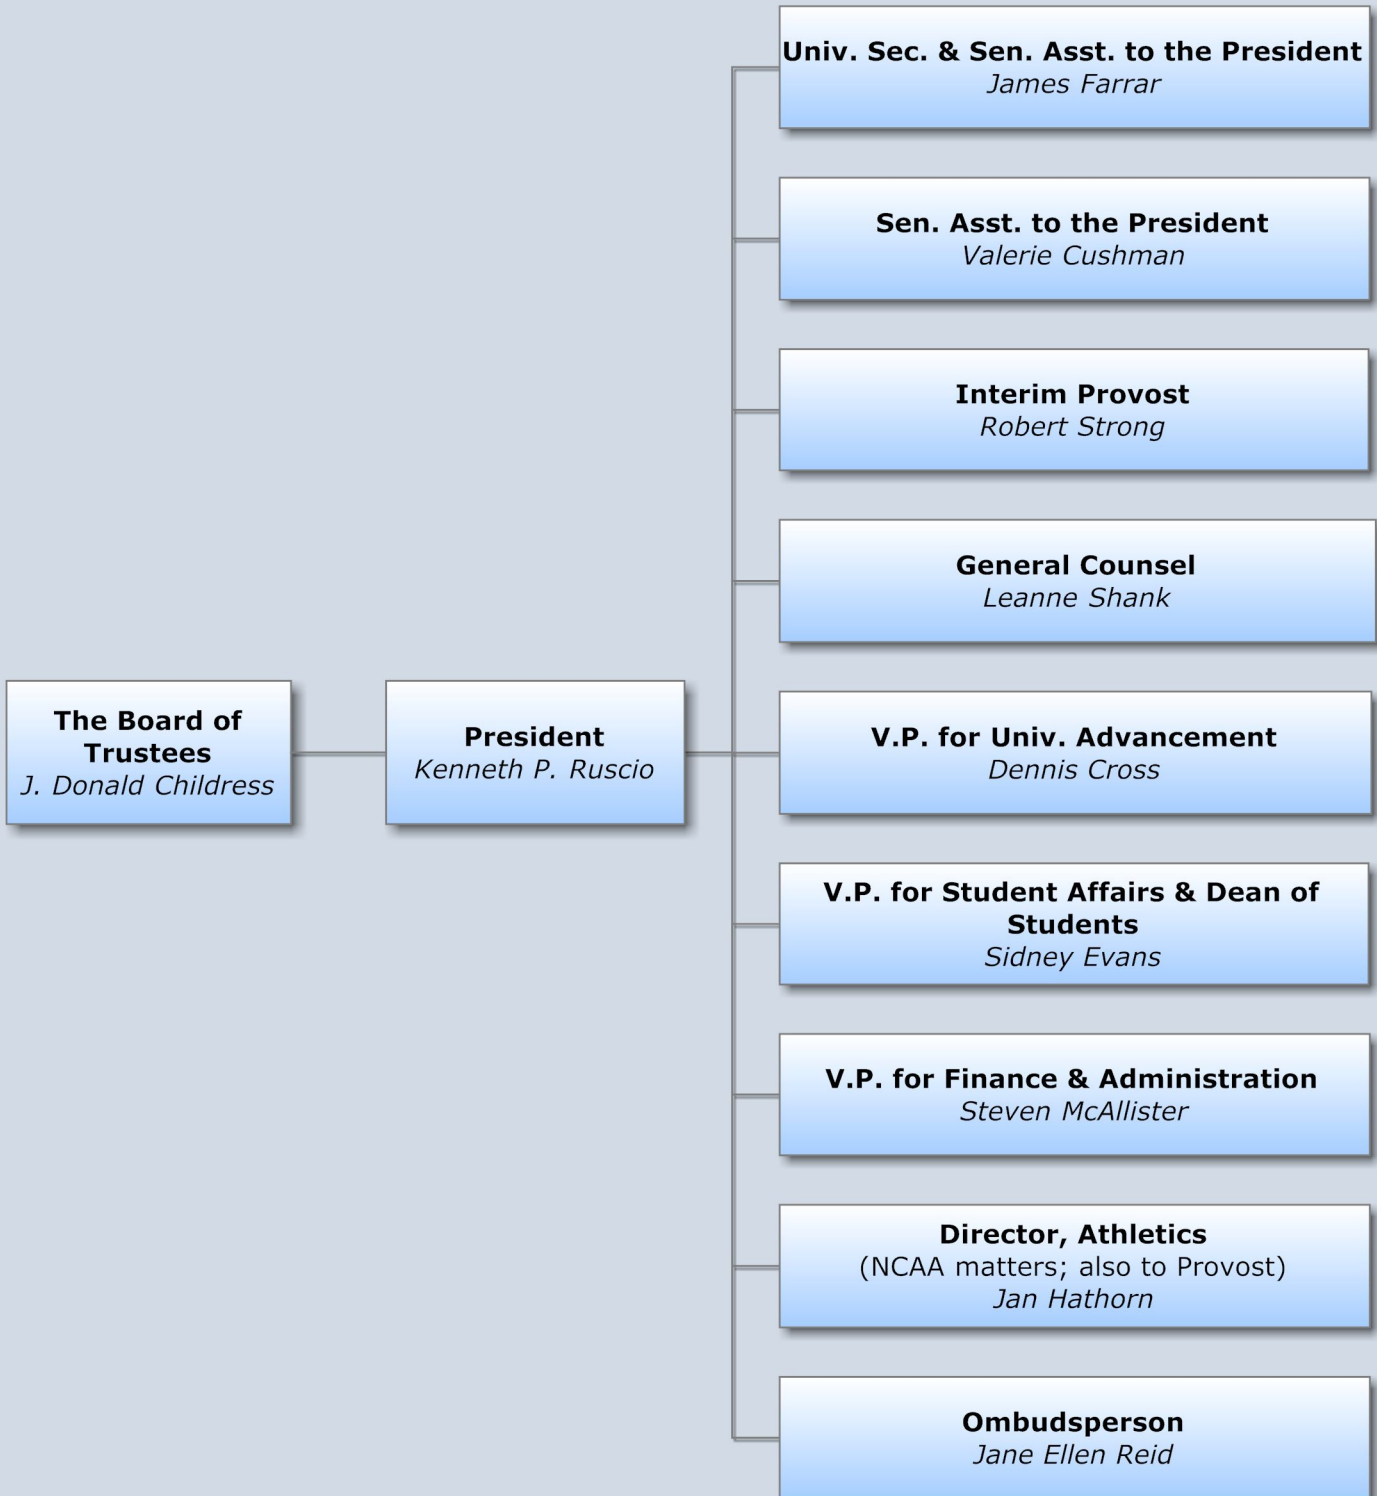 Univ. Sec. & Sen. Asst. to the President
James Farrar
Sen. Asst. to the President
Valerie Cushman
Interim Provost
Robert Strong
General Counsel
Leanne Shank
The Board of
Trustees
J. Donald Childress
President
Kenneth P. Ruscio
V.P. for Univ. Advancement
Dennis Cross
V.P. for Student Affairs & Dean of
Students
Sidney Evans
V.P. for Finance & Administration
Steven McAllister
Director, Athletics
(NCAA matters; also to Provost)
Jan Hathorn
Ombudsperson
Jane Ellen Reid